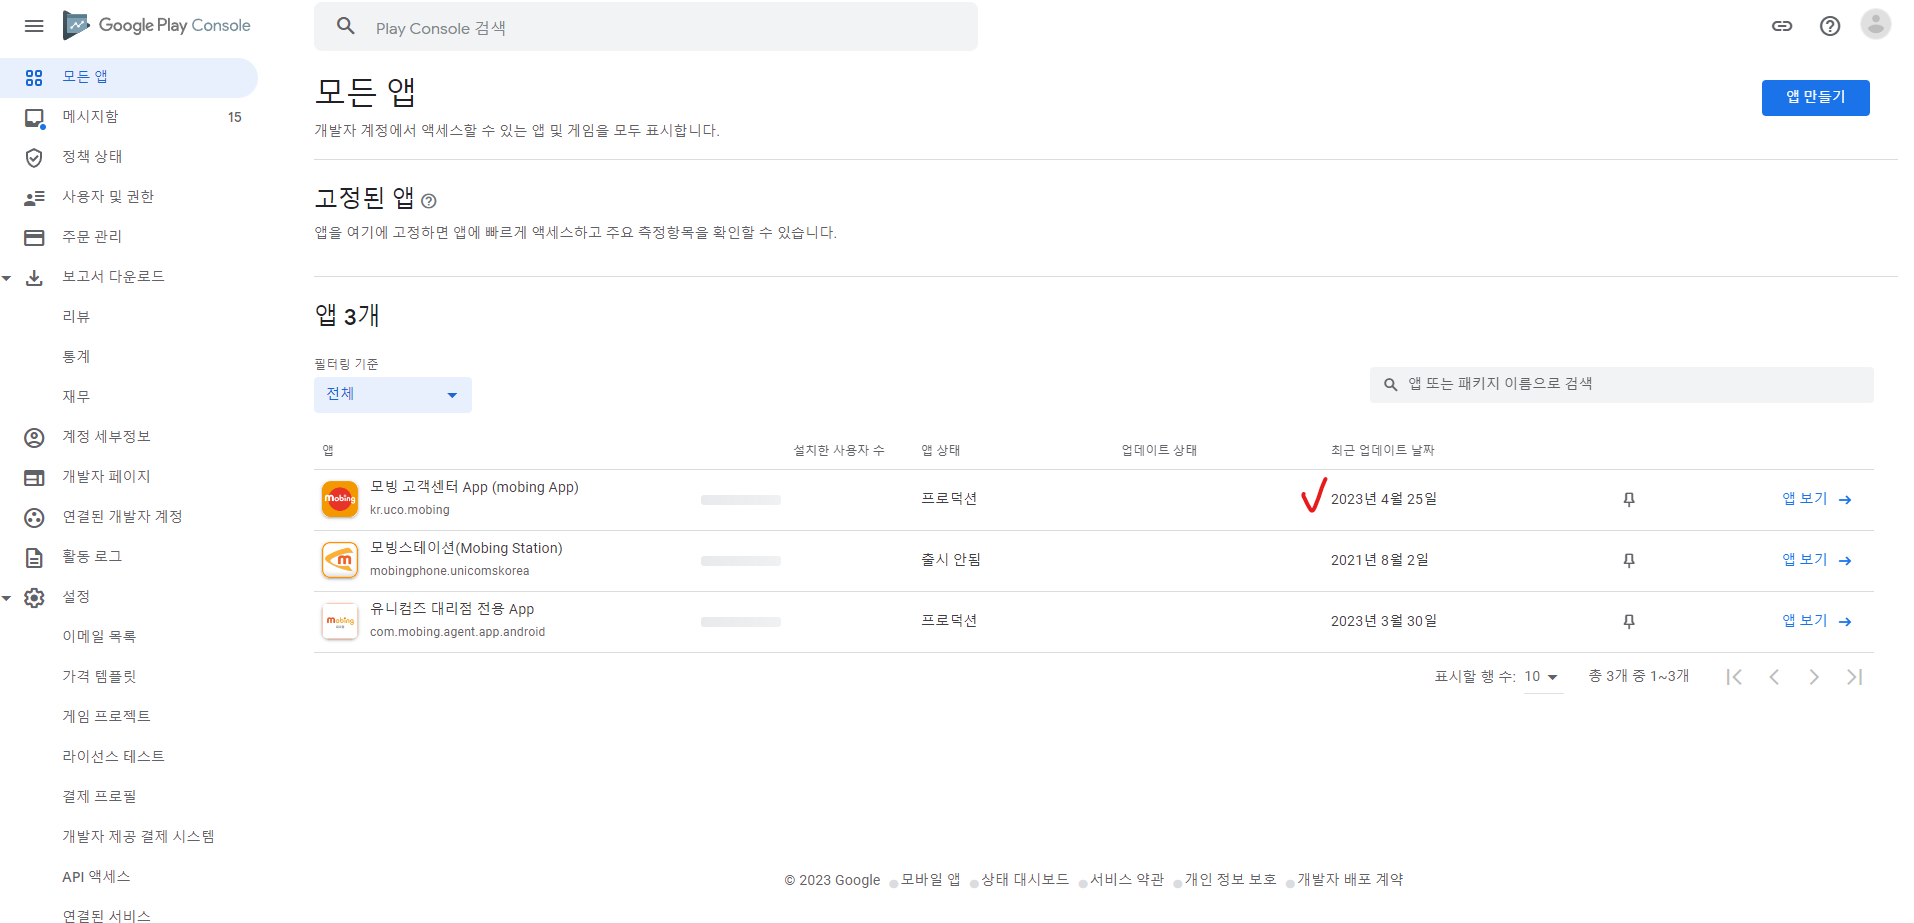 Google Play Console
Play Console 검색
모든 앱
메시지함 15
정책 상태
사용자 및 권한
주문 관리
보고서 다운로드
리뷰
통계
재무
계정 세부정보
개발자 페이지
연결된 개발자 계정
활동 로그
설정
이메일 목록
가격 템플릿
게임 프로젝트
라이선스 테스트
결제 프로필
개발자 제공 결제 시스템
API 액세스
연결된 서비스
모든 앱
앱 만들기
개발자 계정에서 액세스할 수 있는 앱 및 게임을 모두 표시합니다.
고정된 앱
앱을 여기에 고정하면 앱에 빠르게 액세스하고 주요 측정항목을 확인할 수 있습니다.
앱 3개
필터링 기준
전체
앱 또는 패키지 이름으로 검색
앱 설치한 사용자 수 앱 상태 업데이트 상태 최근 업데이트 날짜
mobing
모빙 고객센터 App (mobing App)
kr.uco.mobing
프로덕션 2023년 4월 25일 앱 보기
m
모빙스테이션(Mobing Station)
mobingphone.unicomskorea
출시 안됨 2021년 8월 2일 앱 보기
mobing
유니컴즈 대리점 전용 App
com.mobing.agent.app.android
프로덕션 2023년 3월 30일 앱 보기
표시할 행 수: 10 총 3개 중 1~3개
© 2023 Google 모바일 앱 상태 대시보드 서비스 약관 개인 정보 보호 개발자 배포 계약